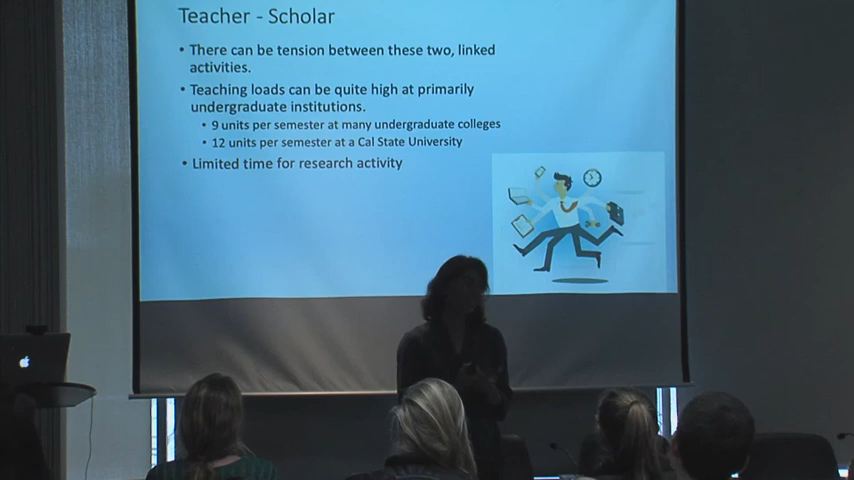 Teacher - Scholar
• There can be tension between these two, linked
activities.
• Teaching loads can be quite high at primarily
undergraduate institutions.
• 9 units per semester at many undergraduate colleges
• 12 units per semester at a Cal State University
• Limited time for research activity